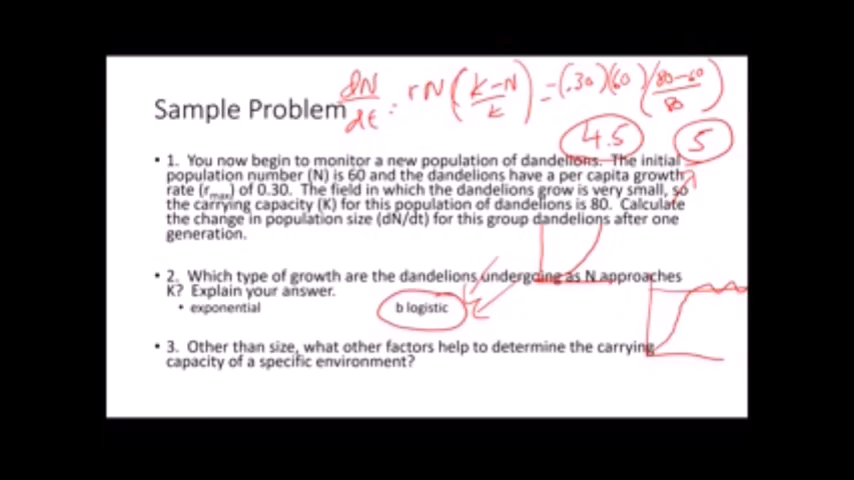 Sample Problem dN/dt = rN (K-N/K) = (.30)(60)(80-60/80)
4.5 5
• 1. You now begin to monitor a new population of dandelions. The initial
population number (N) is 60 and the dandelions have a per capita growth
rate (rmax) of 0.30. The field in which the dandelions grow is very small, so
the carrying capacity (K) for this population of dandelions is 80. Calculate
the change in population size (dN/dt) for this group dandelions after one
generation.
• 2. Which type of growth are the dandelions undergoing as N approaches
K? Explain your answer.
• exponential b logistic
• 3. Other than size, what other factors help to determine the carrying
capacity of a specific environment?